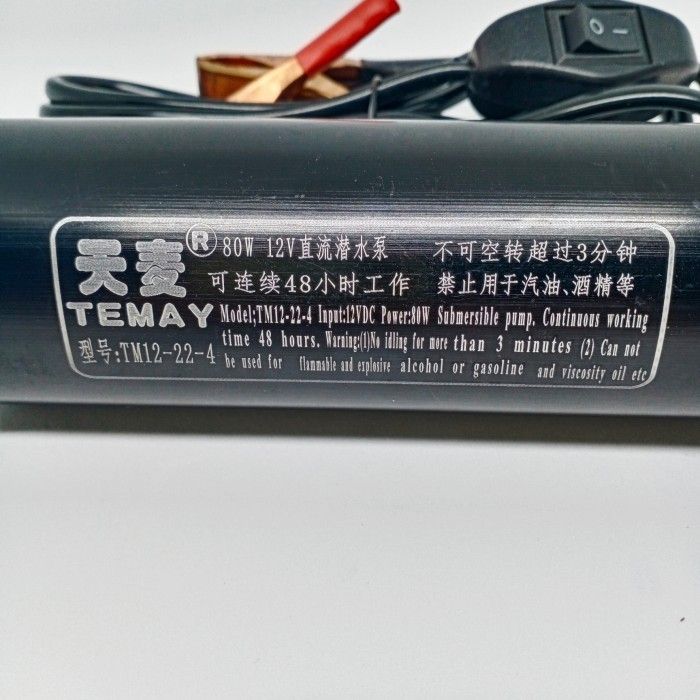 天麦®
TEMAY
型号:TM12-22-4
80W 12V直流潜水泵 不可空转超过3分钟
可连续48小时工作 禁止用于汽油、酒精等
Model;TM12-22-4 Input:12VDC Power:80W Submersible pump. Continuous working
time 48 hours. Warning:(1)No idling for more than 3 minutes (2) Can not
be used for flammable and explosive alcohol or gasoline and viscosity oil etc
O I